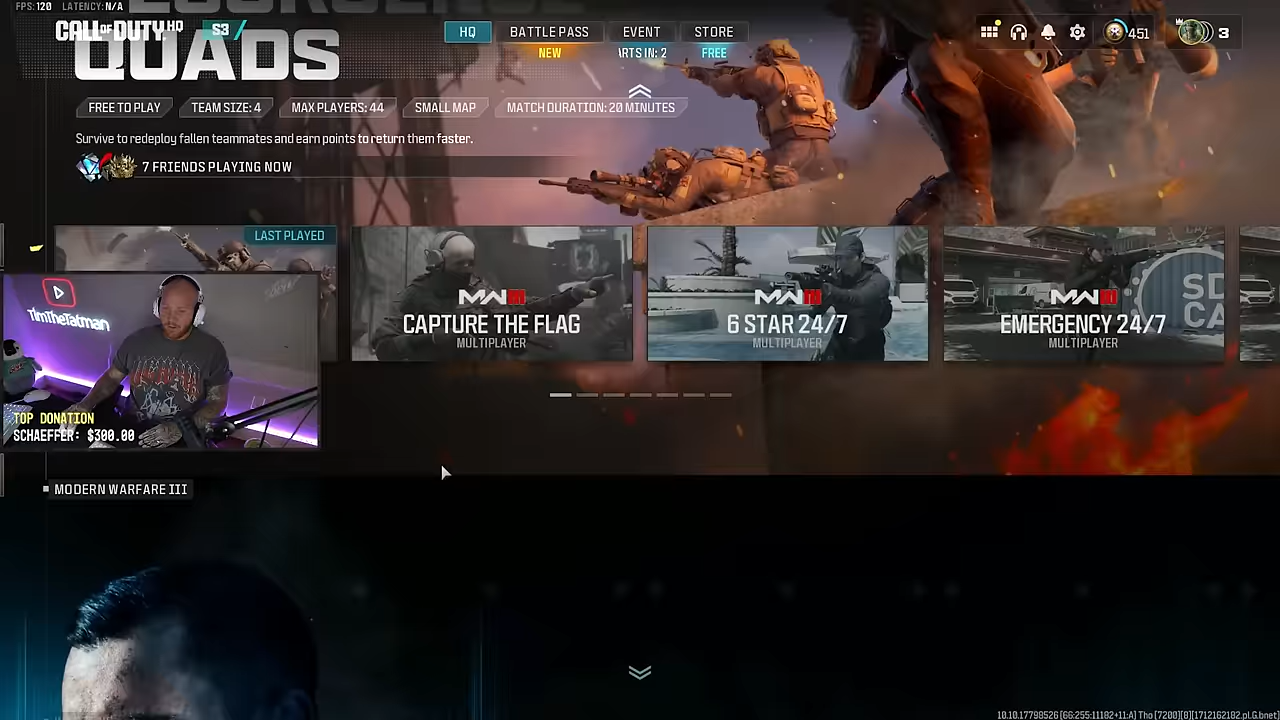 FPS: 120 LATENCY: N/A
CALL OF DUTY HQ S3
HQ
BATTLE PASS
EVENT
STORE
NEW
ARTS IN: 2
FREE
451
3
QUADS
FREE TO PLAY
TEAM SIZE: 4
MAX PLAYERS: 44
SMALL MAP
MATCH DURATION: 20 MINUTES
Survive to redeploy fallen teammates and earn points to return them faster.
7 FRIENDS PLAYING NOW
LAST PLAYED
MWIII
CAPTURE THE FLAG
MULTIPLAYER
MWIII
6 STAR 24/7
MULTIPLAYER
MWIII
EMERGENCY 24/7
MULTIPLAYER
TimTheTatman
TOP DONATION
SCHAEFFER: $300.00
MODERN WARFARE III